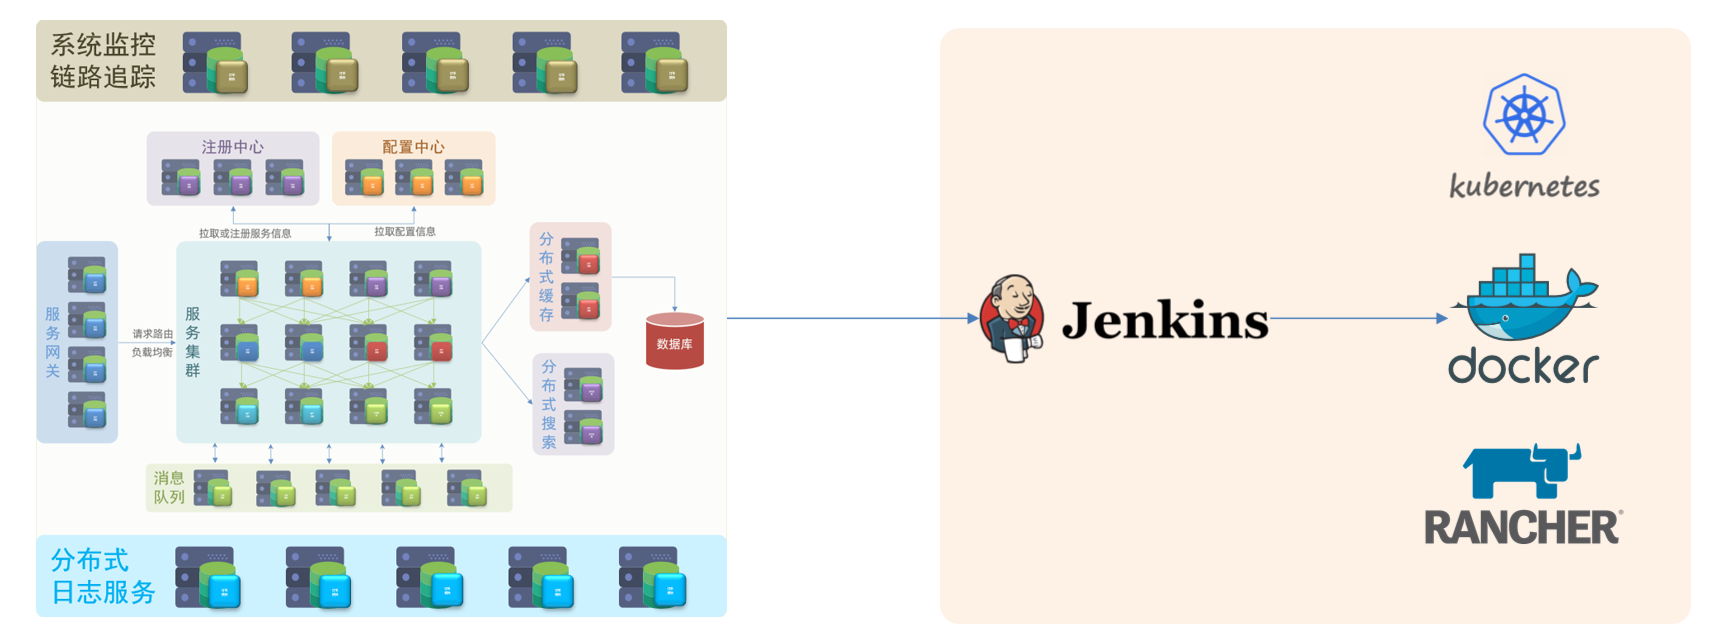 系统监控
链路追踪
注册中心
配置中心
拉取或注册服务信息
拉取配置信息
服务网关
请求路由
负载均衡
服务集群
分布式缓存
数据库
分布式搜索
消息
队列
分布式
日志服务
kubernetes
Jenkins
docker
RANCHER®